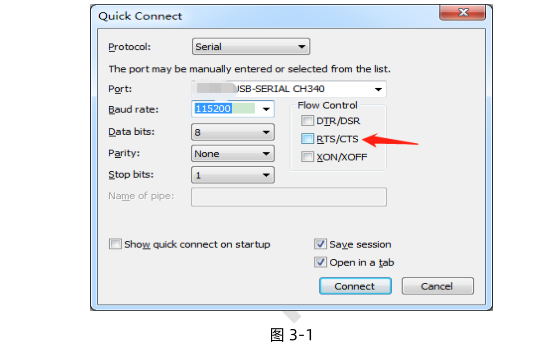 Quick Connect
Protocol: Serial
The port may be manually entered or selected from the list.
Port: USB-SERIAL CH340
Baud rate: 115200
Flow Control
DTR/DSR
Data bits: 8
RTS/CTS
Parity: None
XON/XOFF
Stop bits: 1
Name of pipe:
Show quick connect on startup
Save session
Open in a tab
Connect
Cancel
图 3-1